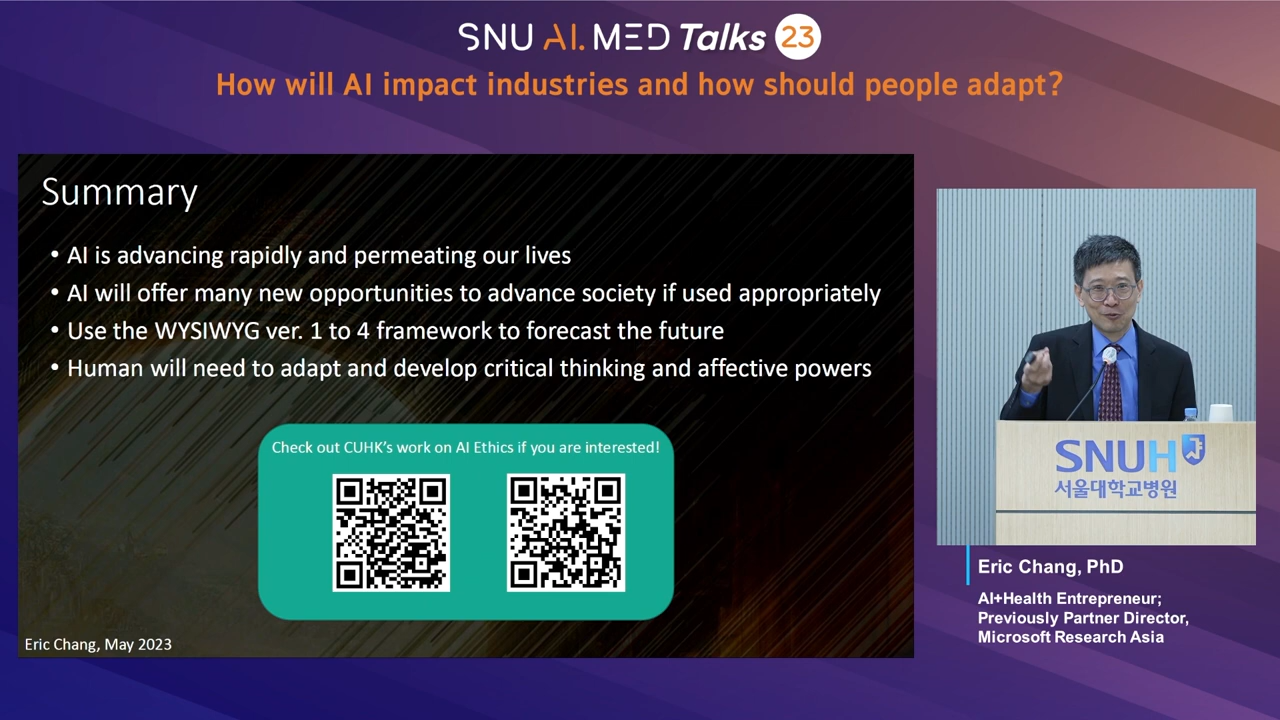 SNU AI. MED Talks 23
How will AI impact industries and how should people adapt?
Summary
• AI is advancing rapidly and permeating our lives
• AI will offer many new opportunities to advance society if used appropriately
• Use the WYSIWYG ver. 1 to 4 framework to forecast the future
• Human will need to adapt and develop critical thinking and affective powers
Check out CUHK's work on AI Ethics if you are interested!
Eric Chang, May 2023
SNUH
서울대학교병원
Eric Chang, PhD
AI+Health Entrepreneur;
Previously Partner Director,
Microsoft Research Asia